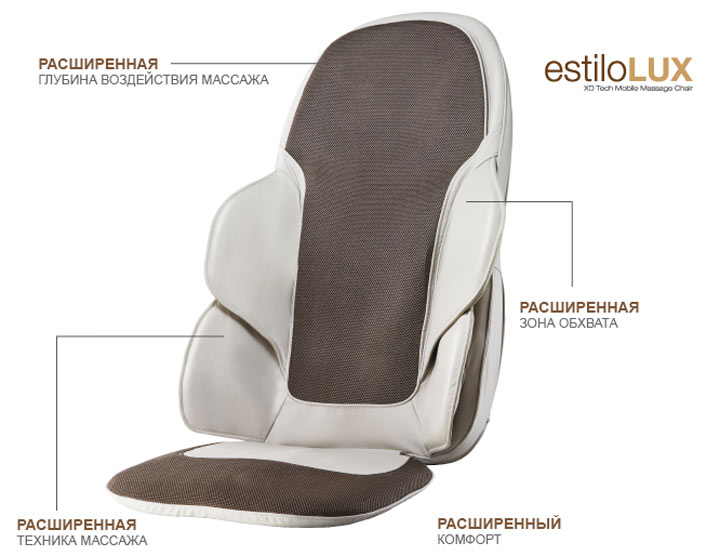 РАСШИРЕННАЯ
ГЛУБИНА ВОЗДЕЙСТВИЯ МАССАЖА
estiloLUX
XD Tech Mobile Massage Chair
РАСШИРЕННАЯ
ЗОНА ОБХВАТА
РАСШИРЕННАЯ
ТЕХНИКА МАССАЖА
РАСШИРЕННЫЙ
КОМФОРТ